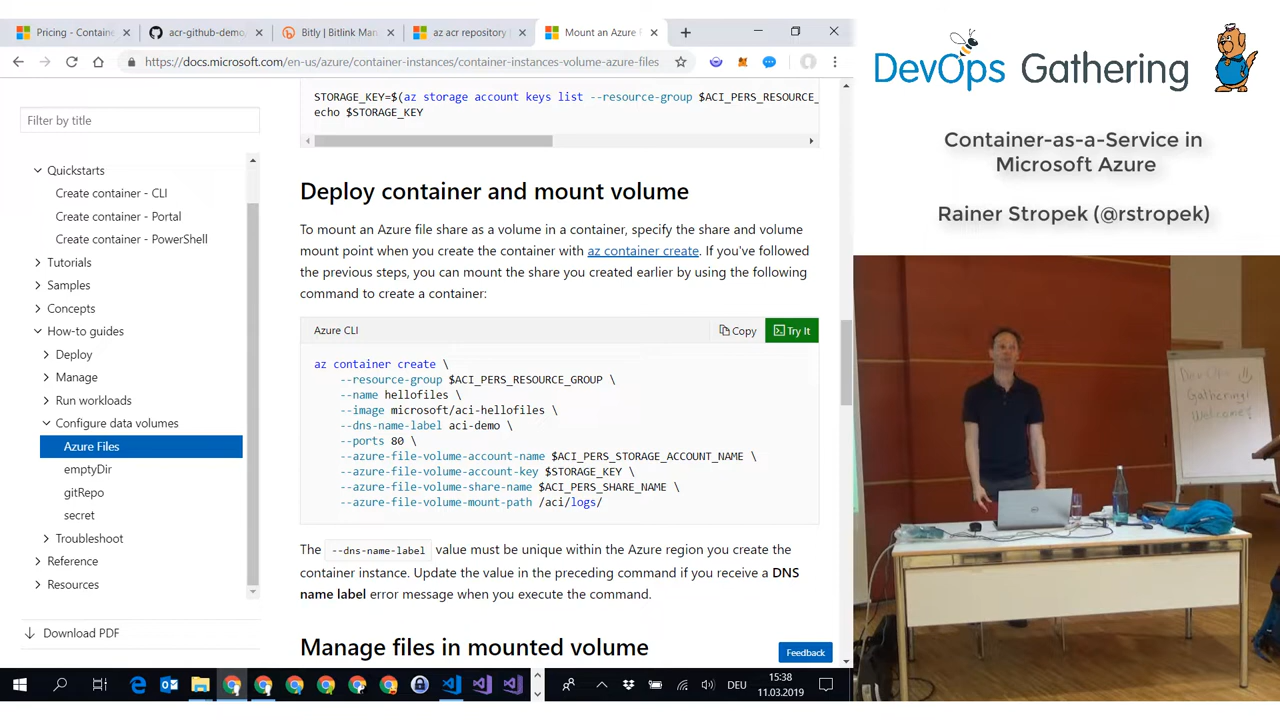 Pricing - Containe
acr-github-demo,
Bitly | Bitlink Man
az acr repository |
Mount an Azure F
https://docs.microsoft.com/en-us/azure/container-instances/container-instances-volume-azure-files
Filter by title
Quickstarts
Create container - CLI
Create container - Portal
Create container - PowerShell
Tutorials
Samples
Concepts
How-to guides
Deploy
Manage
Run workloads
Configure data volumes
Azure Files
emptyDir
gitRepo
secret
Troubleshoot
Reference
Resources
Download PDF
STORAGE_KEY=$(az storage account keys list --resource-group $ACI_PERS_RESOURCE_
echo $STORAGE_KEY
Deploy container and mount volume
To mount an Azure file share as a volume in a container, specify the share and volume
mount point when you create the container with az container create. If you've followed
the previous steps, you can mount the share you created earlier by using the following
command to create a container:
Azure CLI
Copy
Try It
az container create \
--resource-group $ACI_PERS_RESOURCE_GROUP \
--name hellofiles \
--image microsoft/aci-hellofiles \
--dns-name-label aci-demo \
--ports 80 \
--azure-file-volume-account-name $ACI_PERS_STORAGE_ACCOUNT_NAME \
--azure-file-volume-account-key $STORAGE_KEY \
--azure-file-volume-share-name $ACI_PERS_SHARE_NAME \
--azure-file-volume-mount-path /aci/logs/
The --dns-name-label value must be unique within the Azure region you create the
container instance. Update the value in the preceding command if you receive a DNS
name label error message when you execute the command.
Manage files in mounted volume
Feedback
DEU
15:38
11.03.2019
DevOps Gathering
Container-as-a-Service in
Microsoft Azure
Rainer Stropek (@rstropek)
DevOps
Gathering!
Welcome!
DELL